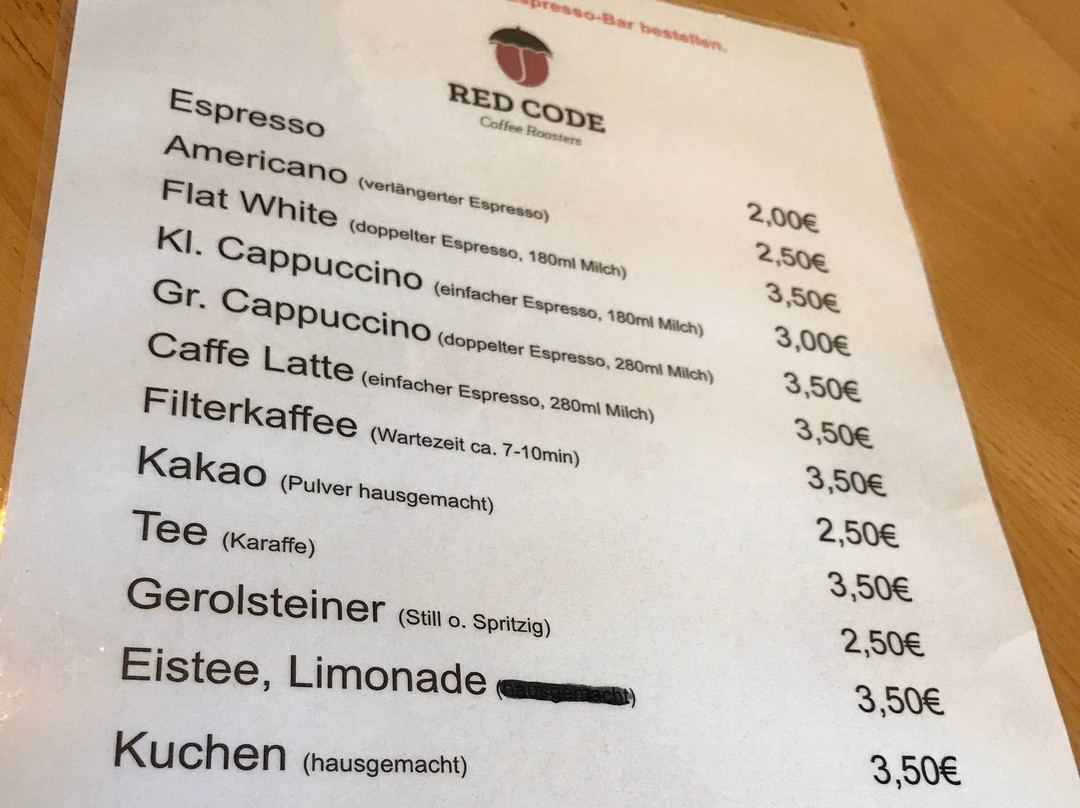 spresso-Bar bestellen.
RED CODE
Coffee Roasters
Espresso 2,00€
Americano (verlängerter Espresso) 2,50€
Flat White (doppelter Espresso, 180ml Milch) 3,50€
Kl. Cappuccino (einfacher Espresso, 180ml Milch) 3,00€
Gr. Cappuccino (doppelter Espresso, 280ml Milch) 3,50€
Caffe Latte (einfacher Espresso, 280ml Milch) 3,50€
Filterkaffee (Wartezeit ca. 7-10min) 3,50€
Kakao (Pulver hausgemacht) 2,50€
Tee (Karaffe) 3,50€
Gerolsteiner (Still o. Spritzig) 2,50€
Eistee, Limonade 3,50€
Kuchen (hausgemacht) 3,50€